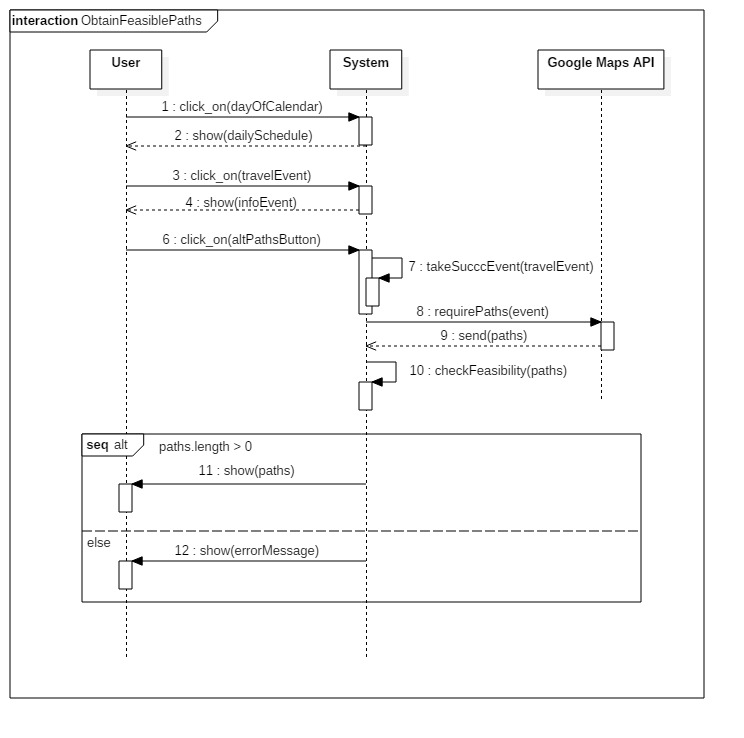 interaction ObtainFeasiblePaths
User
System
Google Maps API
1 : click_on(dayOfCalendar)
2 : show(dailySchedule)
3 : click_on(travelEvent)
4 : show(infoEvent)
6 : click_on(altPathsButton)
7 : takeSuccEvent(travelEvent)
8 : requirePaths(event)
9 : send(paths)
10 : checkFeasibility(paths)
seq alt
paths.length > 0
11 : show(paths)
else
12 : show(errorMessage)